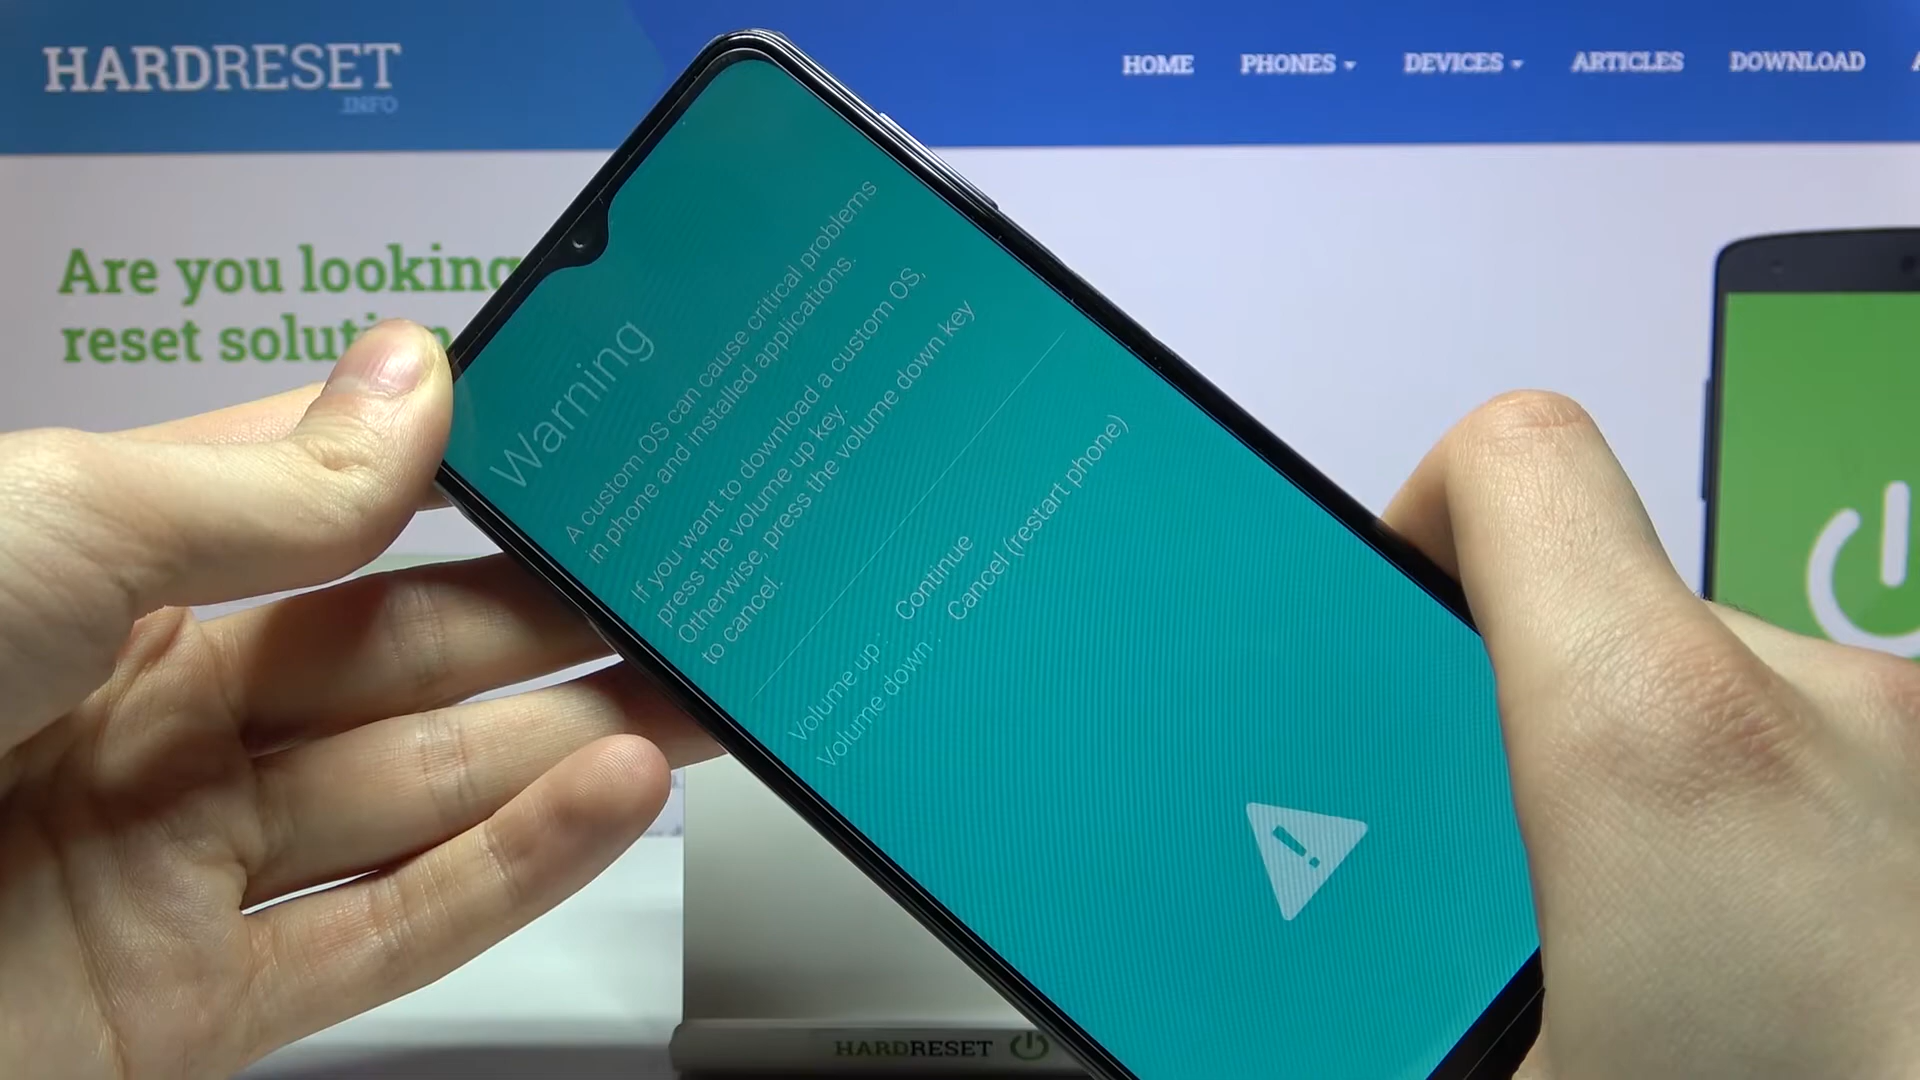 HARDRESET
.INFO
HOME PHONES DEVICES ARTICLES DOWNLOAD
Are you looking
reset solution
Warning
A custom OS can cause critical problems
in phone and installed applications.
If you want to download a custom OS,
press the volume up key.
Otherwise, press the volume down key
to cancel.
Volume up : Continue
Volume down : Cancel (restart phone)
HARDRESET